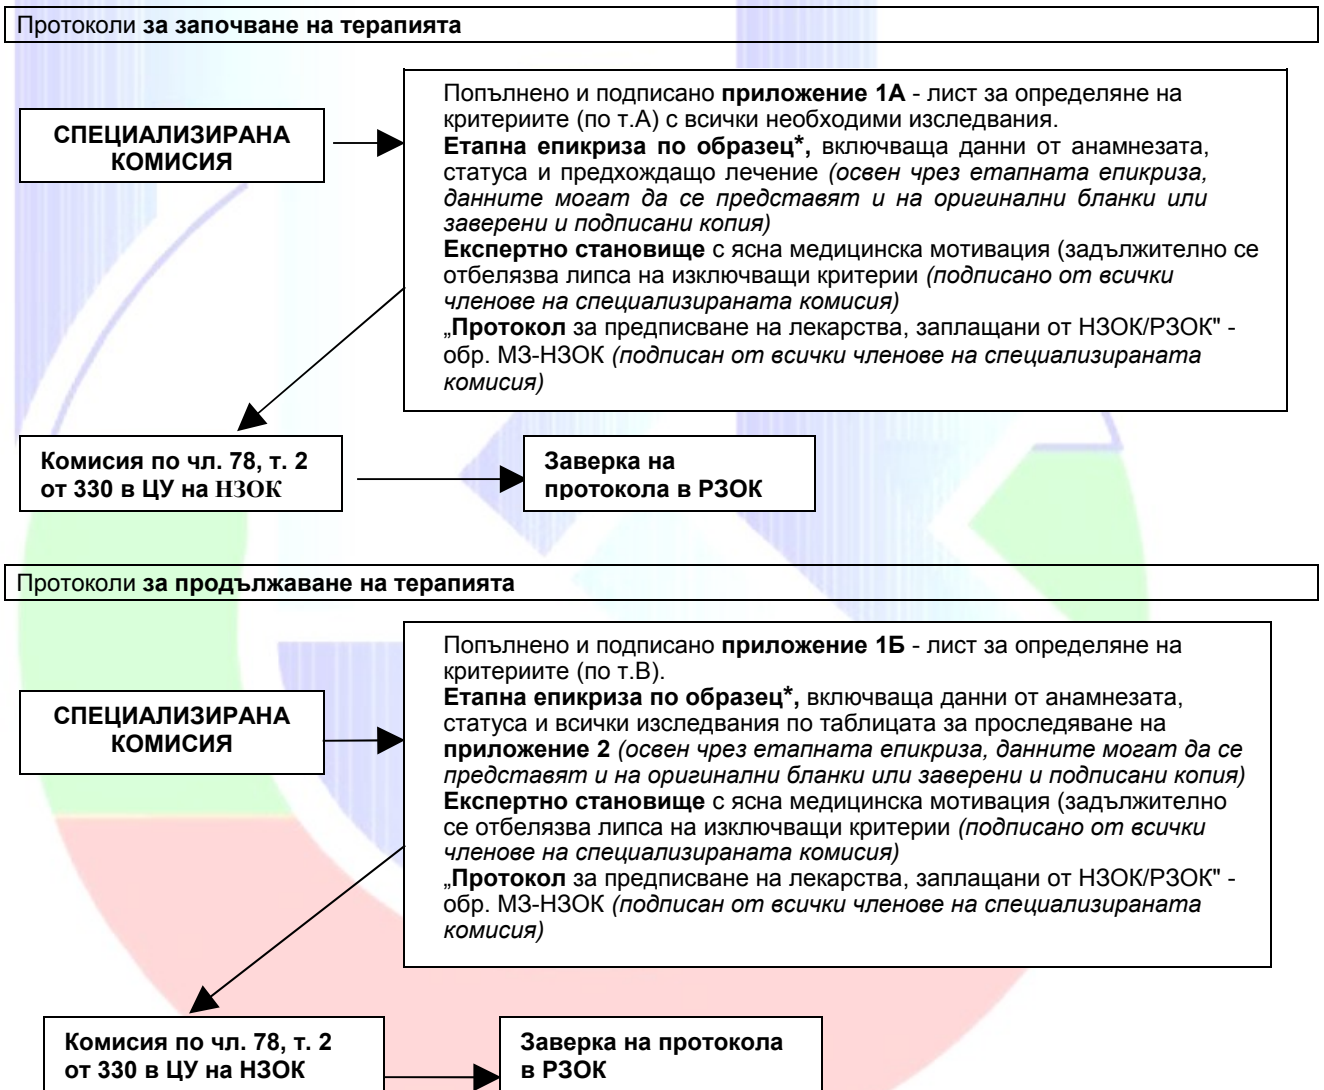 Протоколи за започване на терапията
СПЕЦИАЛИЗИРАНА
КОМИСИЯ
Попълнено и подписано приложение 1А - лист за определяне на
критериите (по т.А) с всички необходими изследвания.
Етапна епикриза по образец*, включваща данни от анамнезата,
статуса и предхождащо лечение (освен чрез етапната епикриза,
данните могат да се представят и на оригинални бланки или
заверени и подписани копия)
Експертно становище с ясна медицинска мотивация (задължително се
отбелязва липса на изключващи критерии (подписано от всички
членове на специализираната комисия)
„Протокол за предписване на лекарства, заплащани от НЗОК/РЗОК" -
обр. МЗ-НЗОК (подписан от всички членове на специализираната
комисия)
Комисия по чл. 78, т. 2
от 330 в ЦУ на НЗОК
Заверка на
протокола в РЗОК
Протоколи за продължаване на терапията
СПЕЦИАЛИЗИРАНА
КОМИСИЯ
Попълнено и подписано приложение 1Б - лист за определяне на
критериите (по т.В).
Етапна епикриза по образец*, включваща данни от анамнезата,
статуса и всички изследвания по таблицата за проследяване на
приложение 2 (освен чрез етапната епикриза, данните могат да се
представят и на оригинални бланки или заверени и подписани копия)
Експертно становище с ясна медицинска мотивация (задължително
се отбелязва липса на изключващи критерии (подписано от всички
членове на специализираната комисия)
„Протокол за предписване на лекарства, заплащани от НЗОК/РЗОК" -
обр. МЗ-НЗОК (подписан от всички членове на специализираната
комисия)
Комисия по чл. 78, т. 2
от 330 в ЦУ на НЗОК
Заверка на протокола
в РЗОК